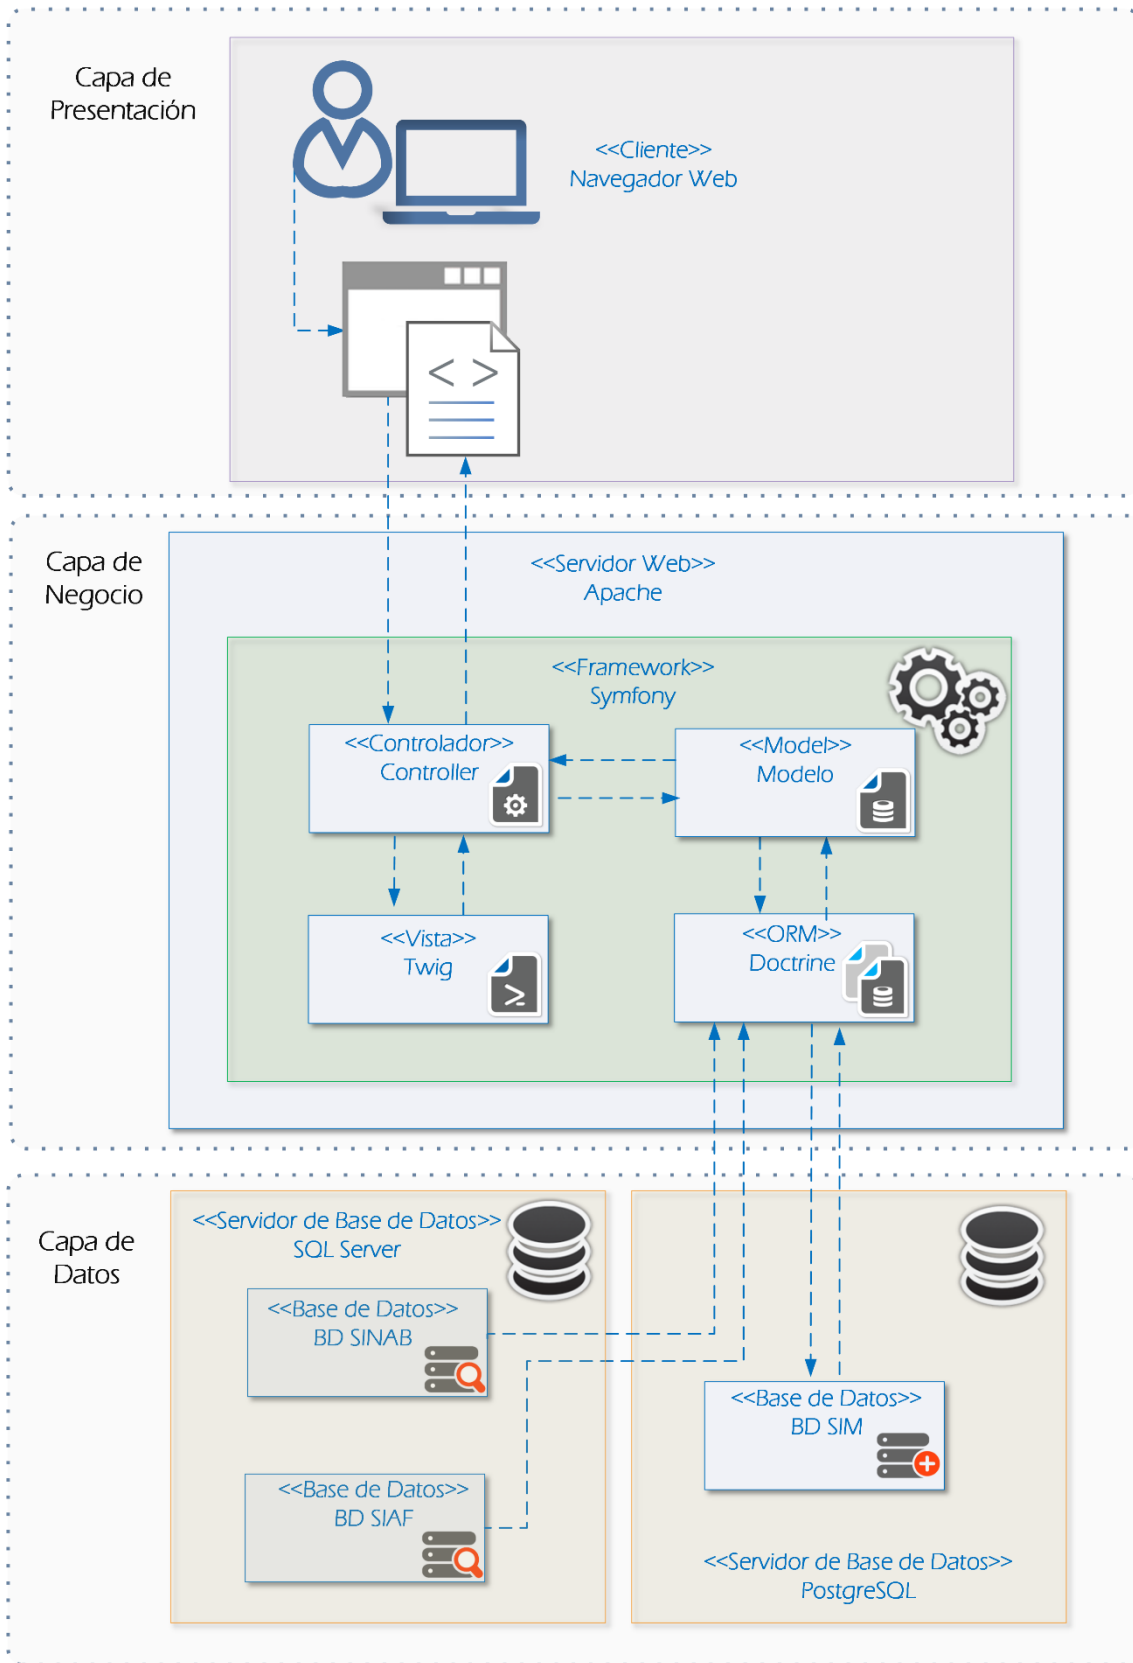 Capa de
Presentación
<<Cliente>>
Navegador Web
< >
Capa de
Negocio
<<Servidor Web>>
Apache
<<Framework>>
Symfony
<<Controlador>>
Controller
<<Model>>
Modelo
<<Vista>>
Twig
<<ORM>>
Doctrine
Capa de
Datos
<<Servidor de Base de Datos>>
SQL Server
<<Base de Datos>>
BD SINAB
<<Base de Datos>>
BD SIM
<<Base de Datos>>
BD SIAF
<<Servidor de Base de Datos>>
PostgreSQL